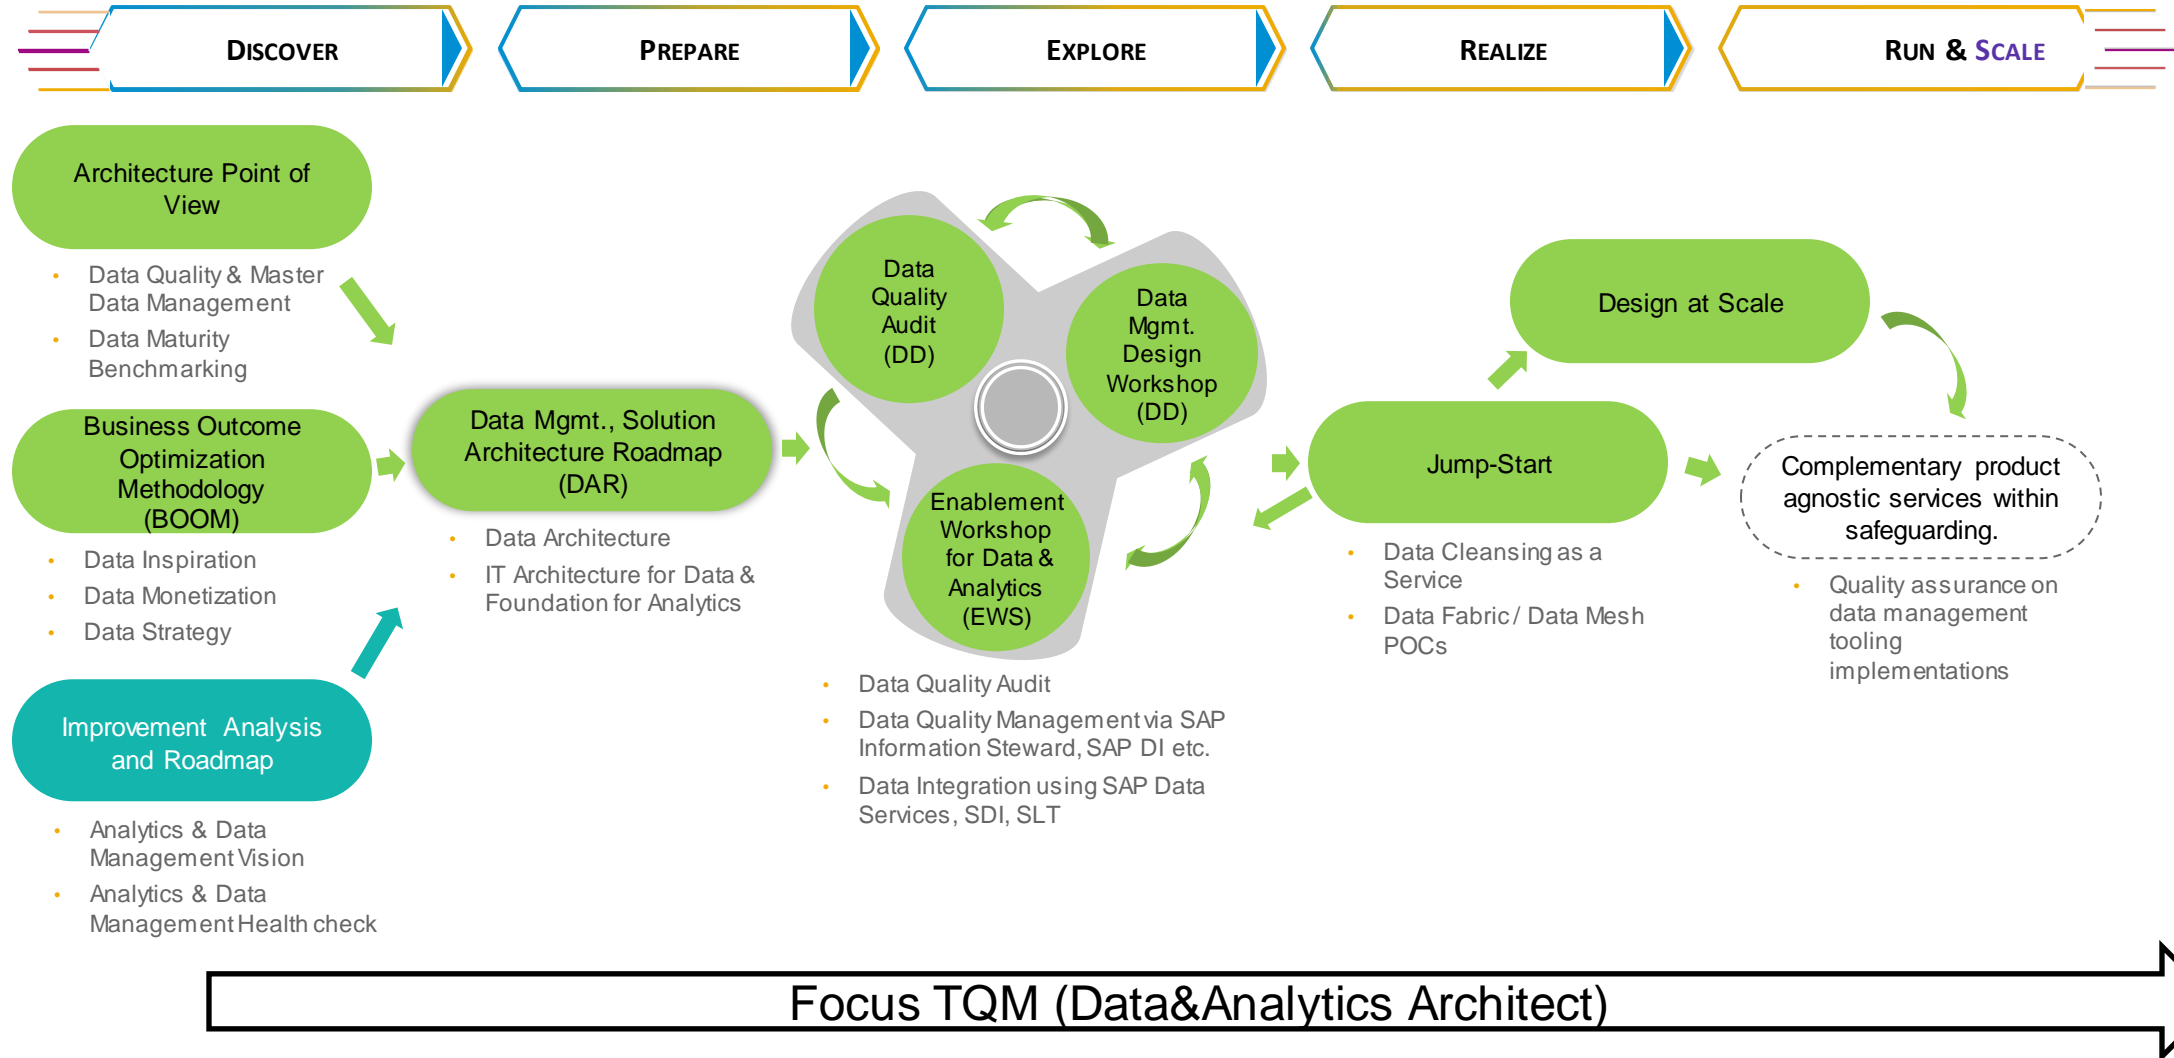 DISCOVER
PREPARE
EXPLORE
REALIZE
RUN & SCALE
Architecture Point of
View
• Data Quality & Master
Data Management
• Data Maturity
Benchmarking
Business Outcome
Optimization
Methodology
(BOOM)
• Data Inspiration
• Data Monetization
• Data Strategy
Improvement Analysis
and Roadmap
• Analytics & Data
Management Vision
• Analytics & Data
Management Health check
Data Mgmt., Solution
Architecture Roadmap
(DAR)
• Data Architecture
• IT Architecture for Data &
Foundation for Analytics
Data
Quality
Audit
(DD)
Data
Mgmt.
Design
Workshop
(DD)
Enablement
Workshop
for Data &
Analytics
(EWS)
• Data Quality Audit
• Data Quality Management via SAP
Information Steward, SAP DI etc.
• Data Integration using SAP Data
Services, SDI, SLT
Design at Scale
Jump-Start
• Data Cleansing as a
Service
• Data Fabric / Data Mesh
POCs
Complementary product
agnostic services within
safeguarding.
• Quality assurance on
data management
tooling
implementations
Focus TQM (Data&Analytics Architect)